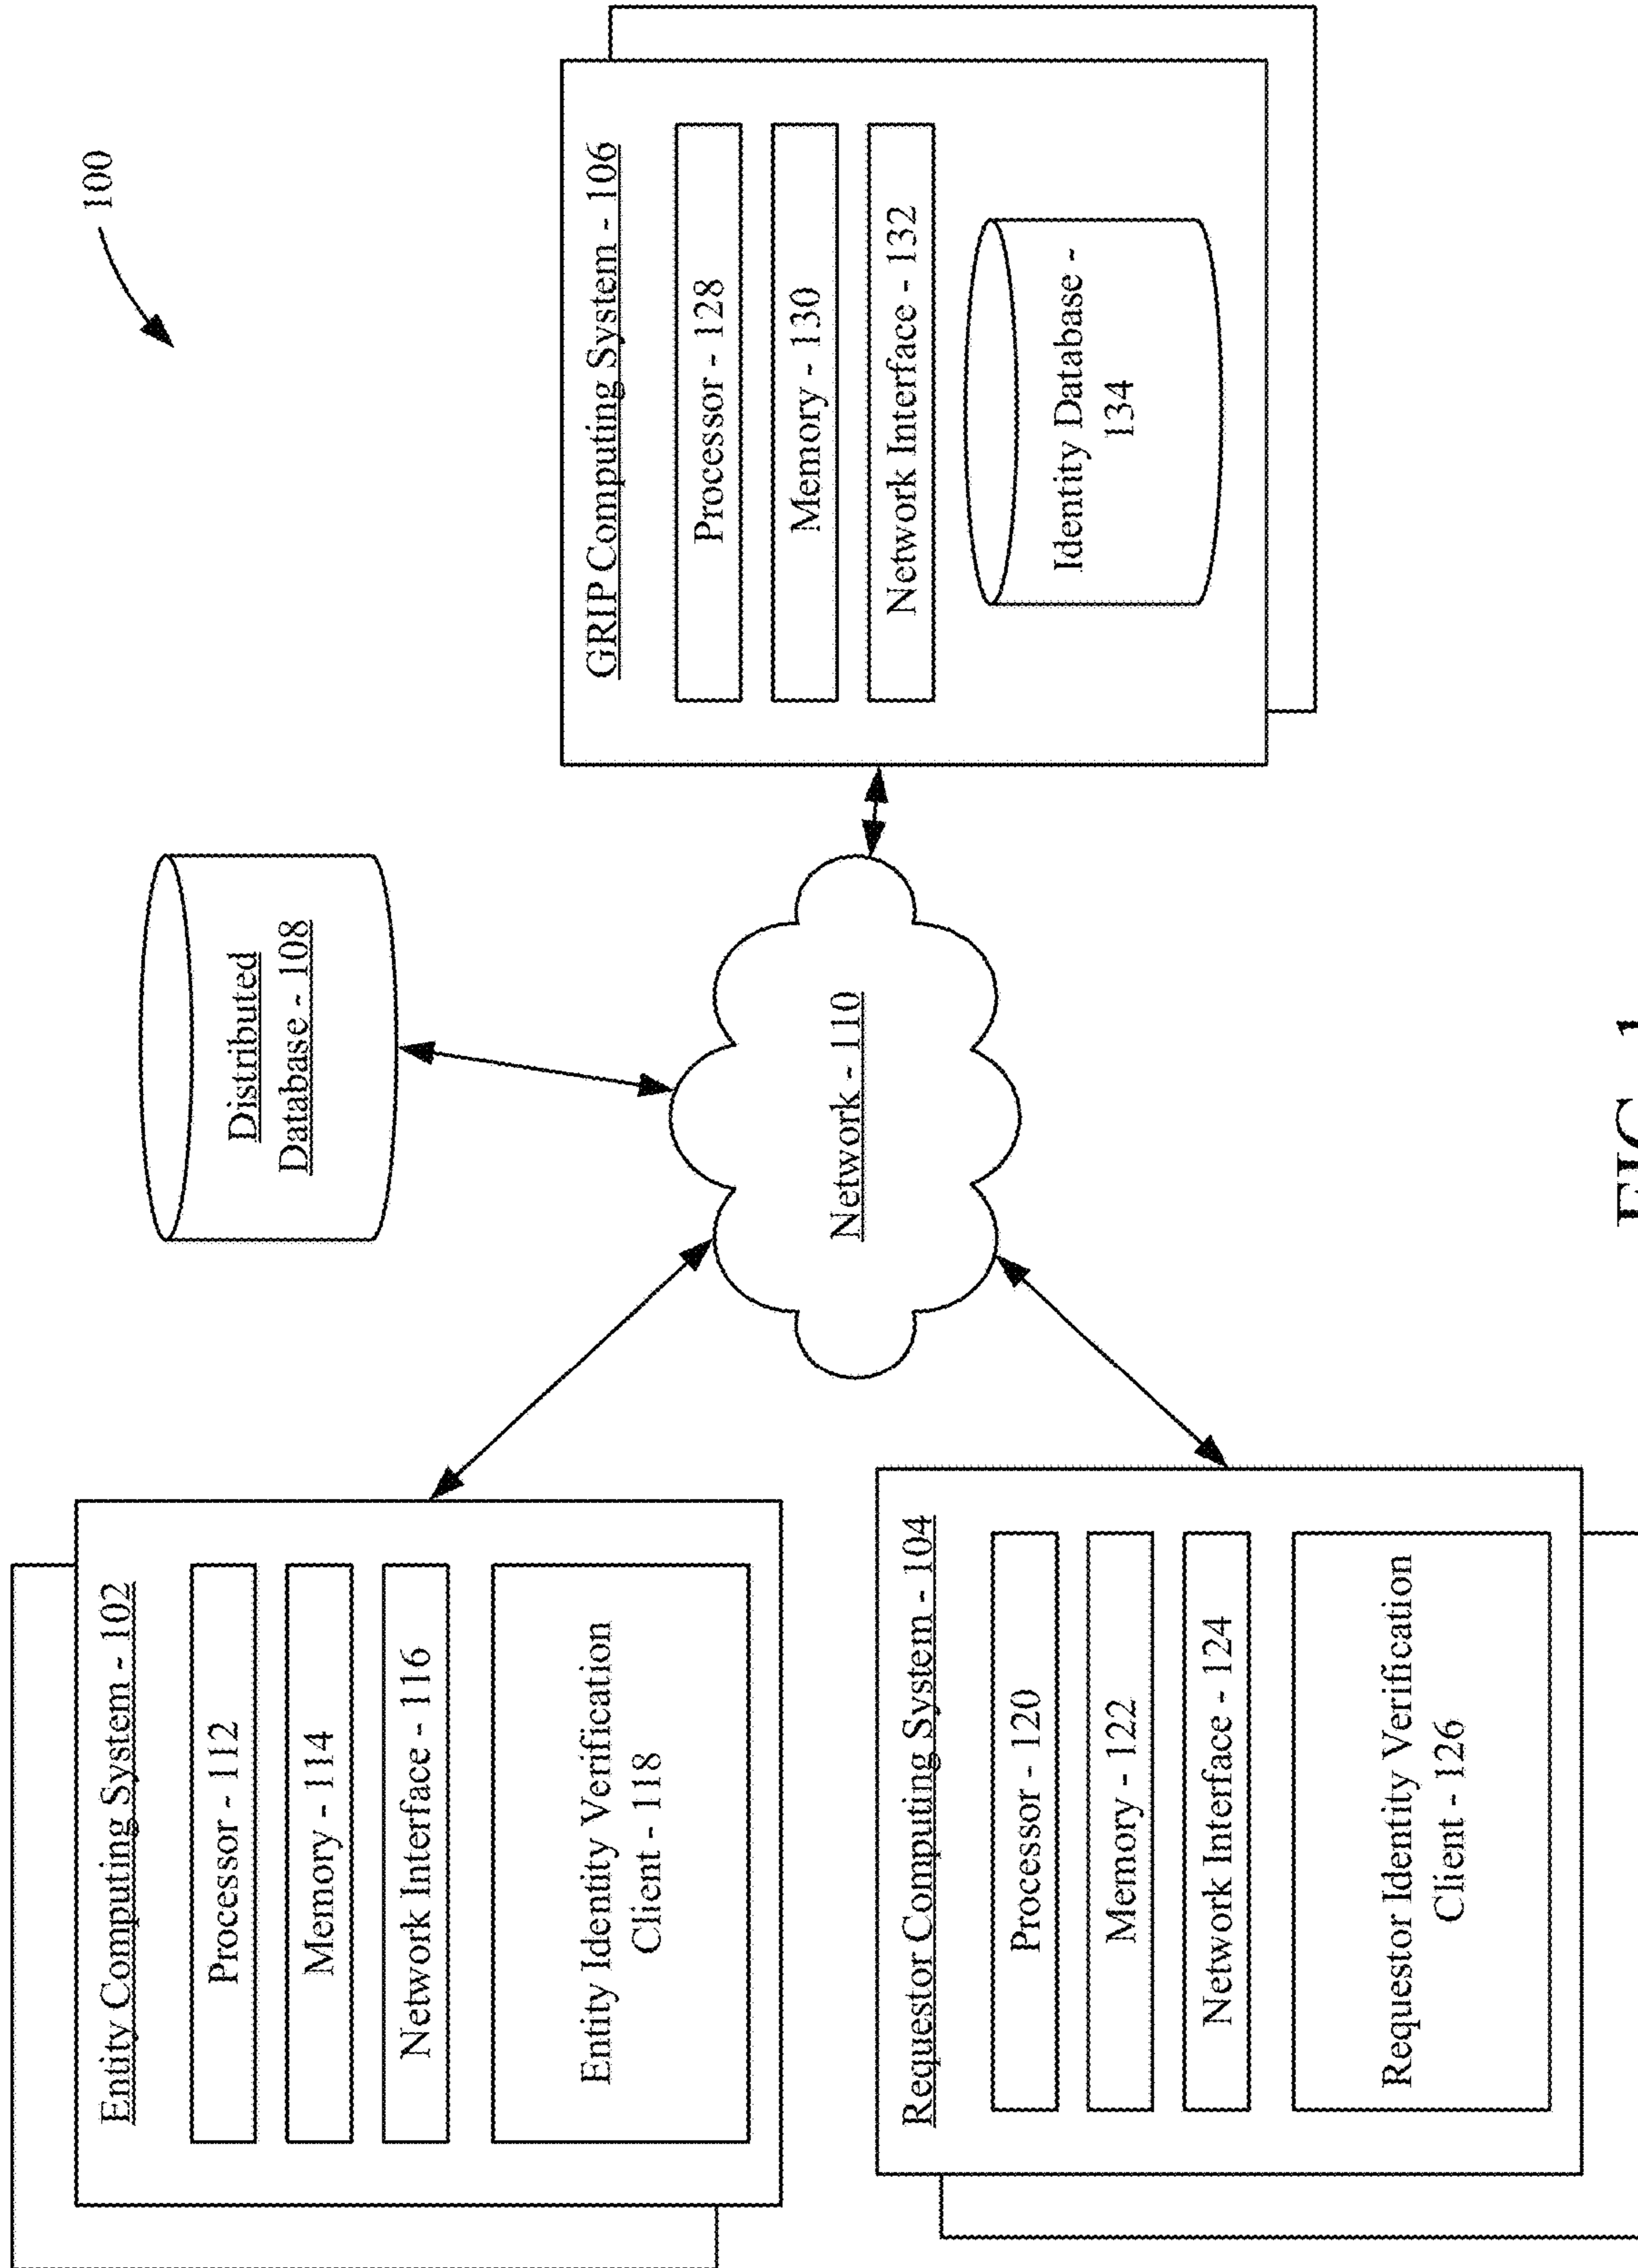 100
Entity Computing System - 102
Processor - 112
Memory - 114
Network Interface - 116
Entity Identity Verification
Client - 118
Distributed
Database - 108
GRIP Computing System - 106
Processor - 128
Memory - 130
Network Interface - 132
Identity Database -
134
Network - 110
Requestor Computing System - 104
Processor - 120
Memory - 122
Network Interface - 124
Requestor Identity Verification
Client - 126
FIG. 1